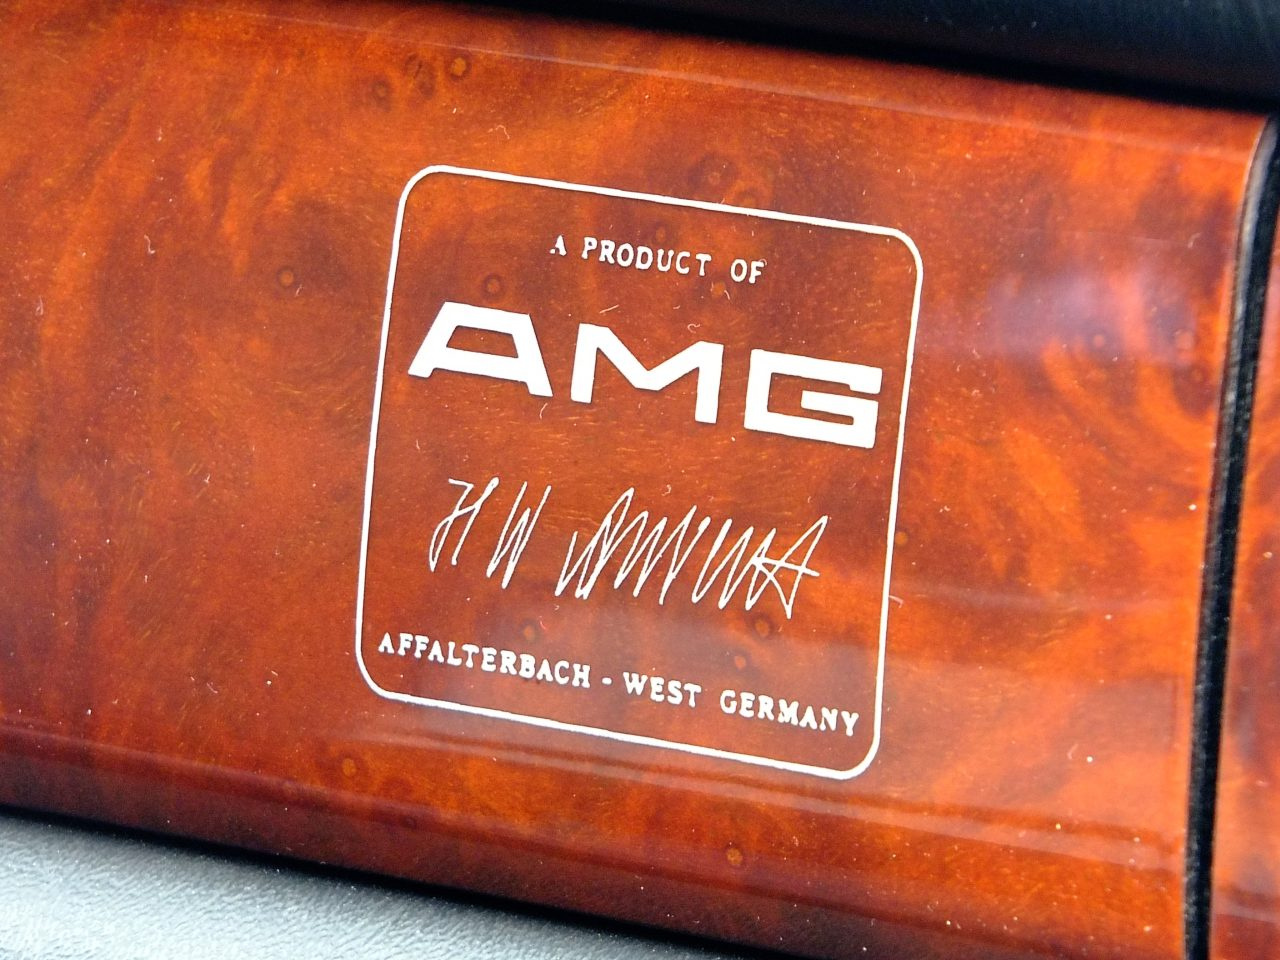 A PRODUCT OF
AMG
AFFALTERBACH - WEST GERMANY